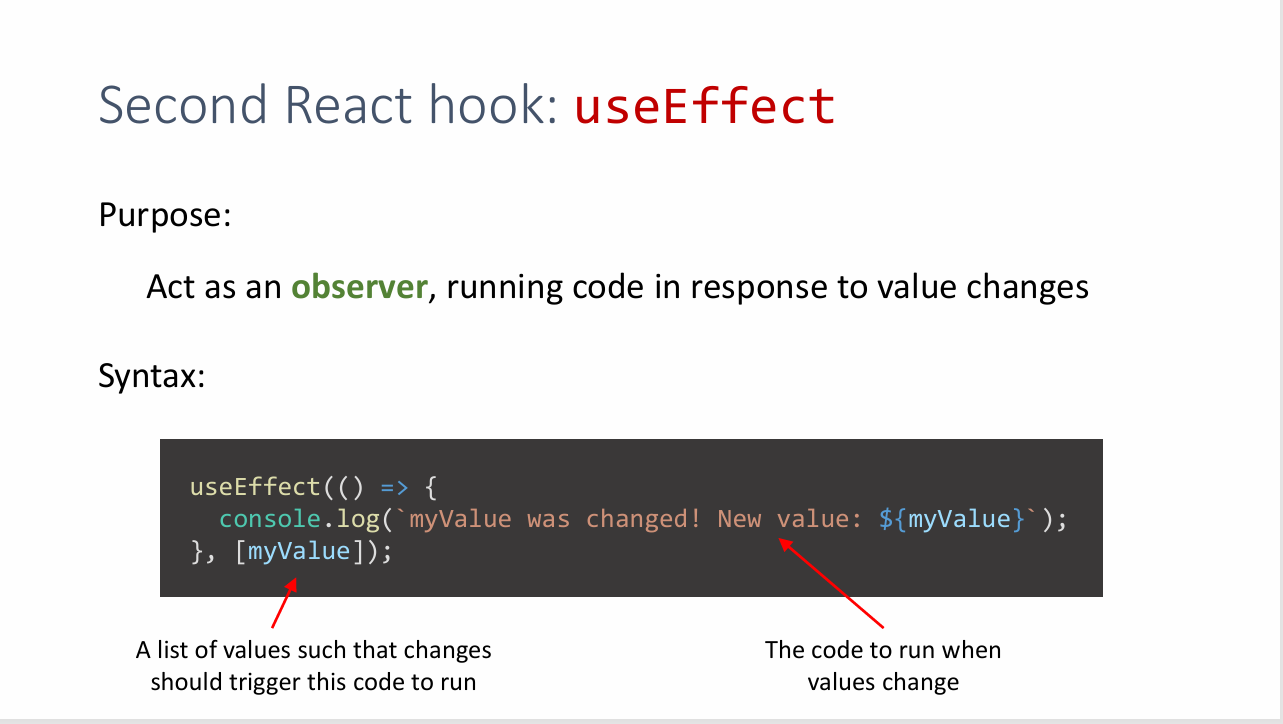 Second React hook: useEffect
Purpose:
Act as an observer, running code in response to value changes
Syntax:
useEffect(() => {
  console.log(`myValue was changed! New value: ${myValue}`);
}, [myValue]);
A list of values such that changes
should trigger this code to run
The code to run when
values change